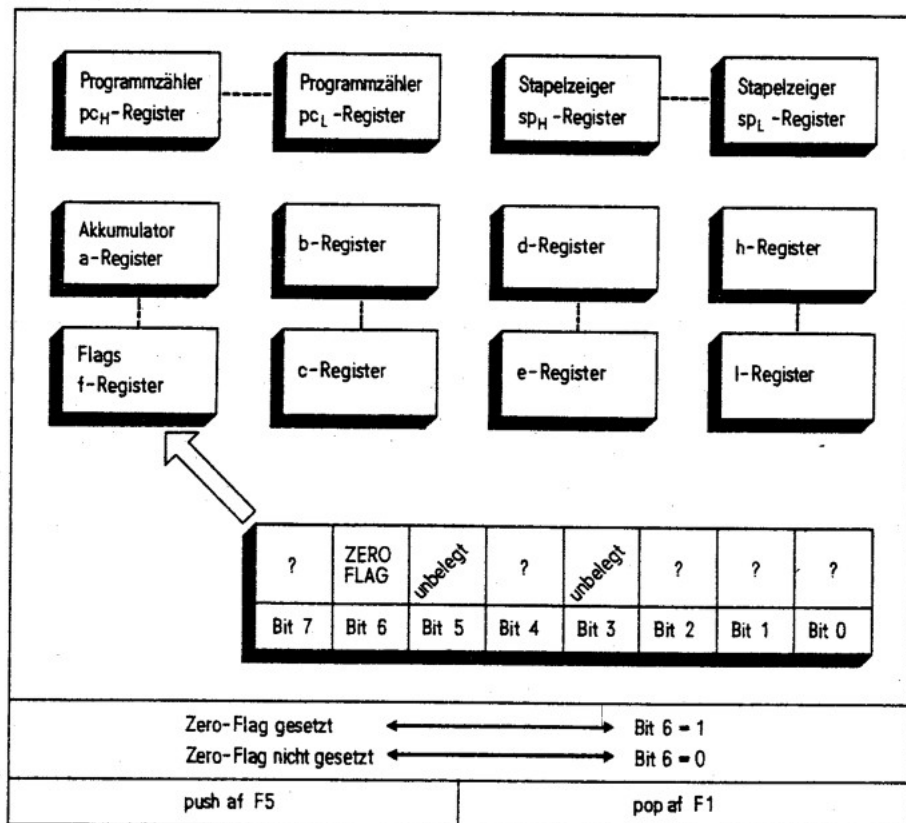 Programmzähler
pcH-Register
Programmzähler
pcL-Register
Stapelzeiger
spH-Register
Stapelzeiger
spL-Register
Akkumulator
a-Register
b-Register
d-Register
h-Register
Flags
f-Register
c-Register
e-Register
l-Register
? ZERO FLAG unbelegt ? unbelegt ? ? ?
Bit 7 Bit 6 Bit 5 Bit 4 Bit 3 Bit 2 Bit 1 Bit 0
Zero-Flag gesetzt Bit 6 = 1
Zero-Flag nicht gesetzt Bit 6 = 0
push af F5 pop af F1